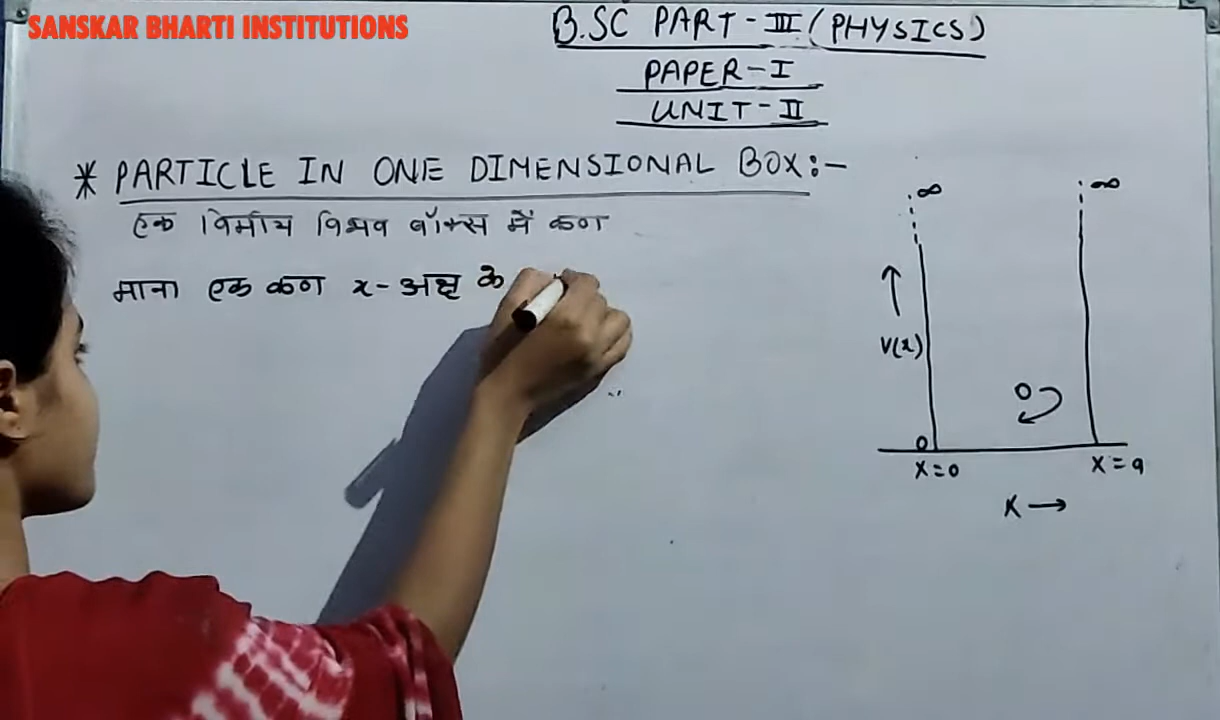 SANSKAR BHARTI INSTITUTIONS
B.SC PART-III (PHYSICS)
PAPER-I
UNIT-II
* PARTICLE IN ONE DIMENSIONAL BOX:-
एक विमीय विभव बॉक्स में कण
माना एक कण x-अक्ष के
∞ ∞
V(x)
0
x=0 x=a
x→